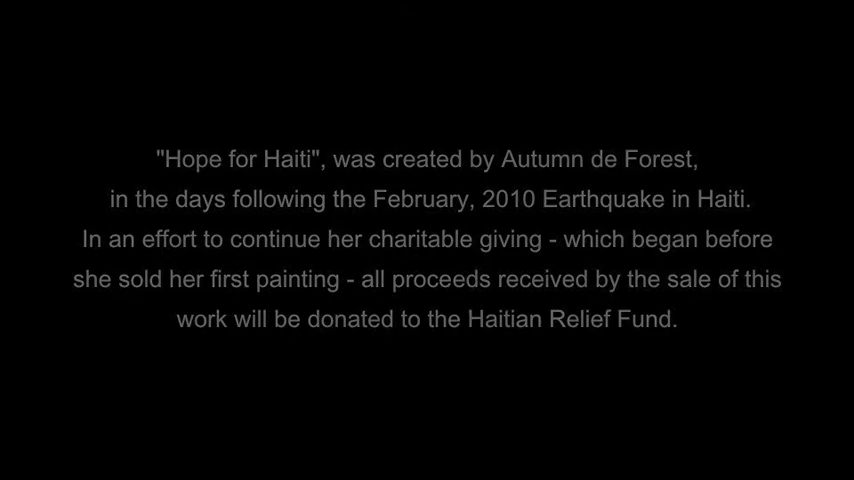 "Hope for Haiti", was created by Autumn de Forest,
in the days following the February, 2010 Earthquake in Haiti.
In an effort to continue her charitable giving - which began before
she sold her first painting - all proceeds received by the sale of this
work will be donated to the Haitian Relief Fund.